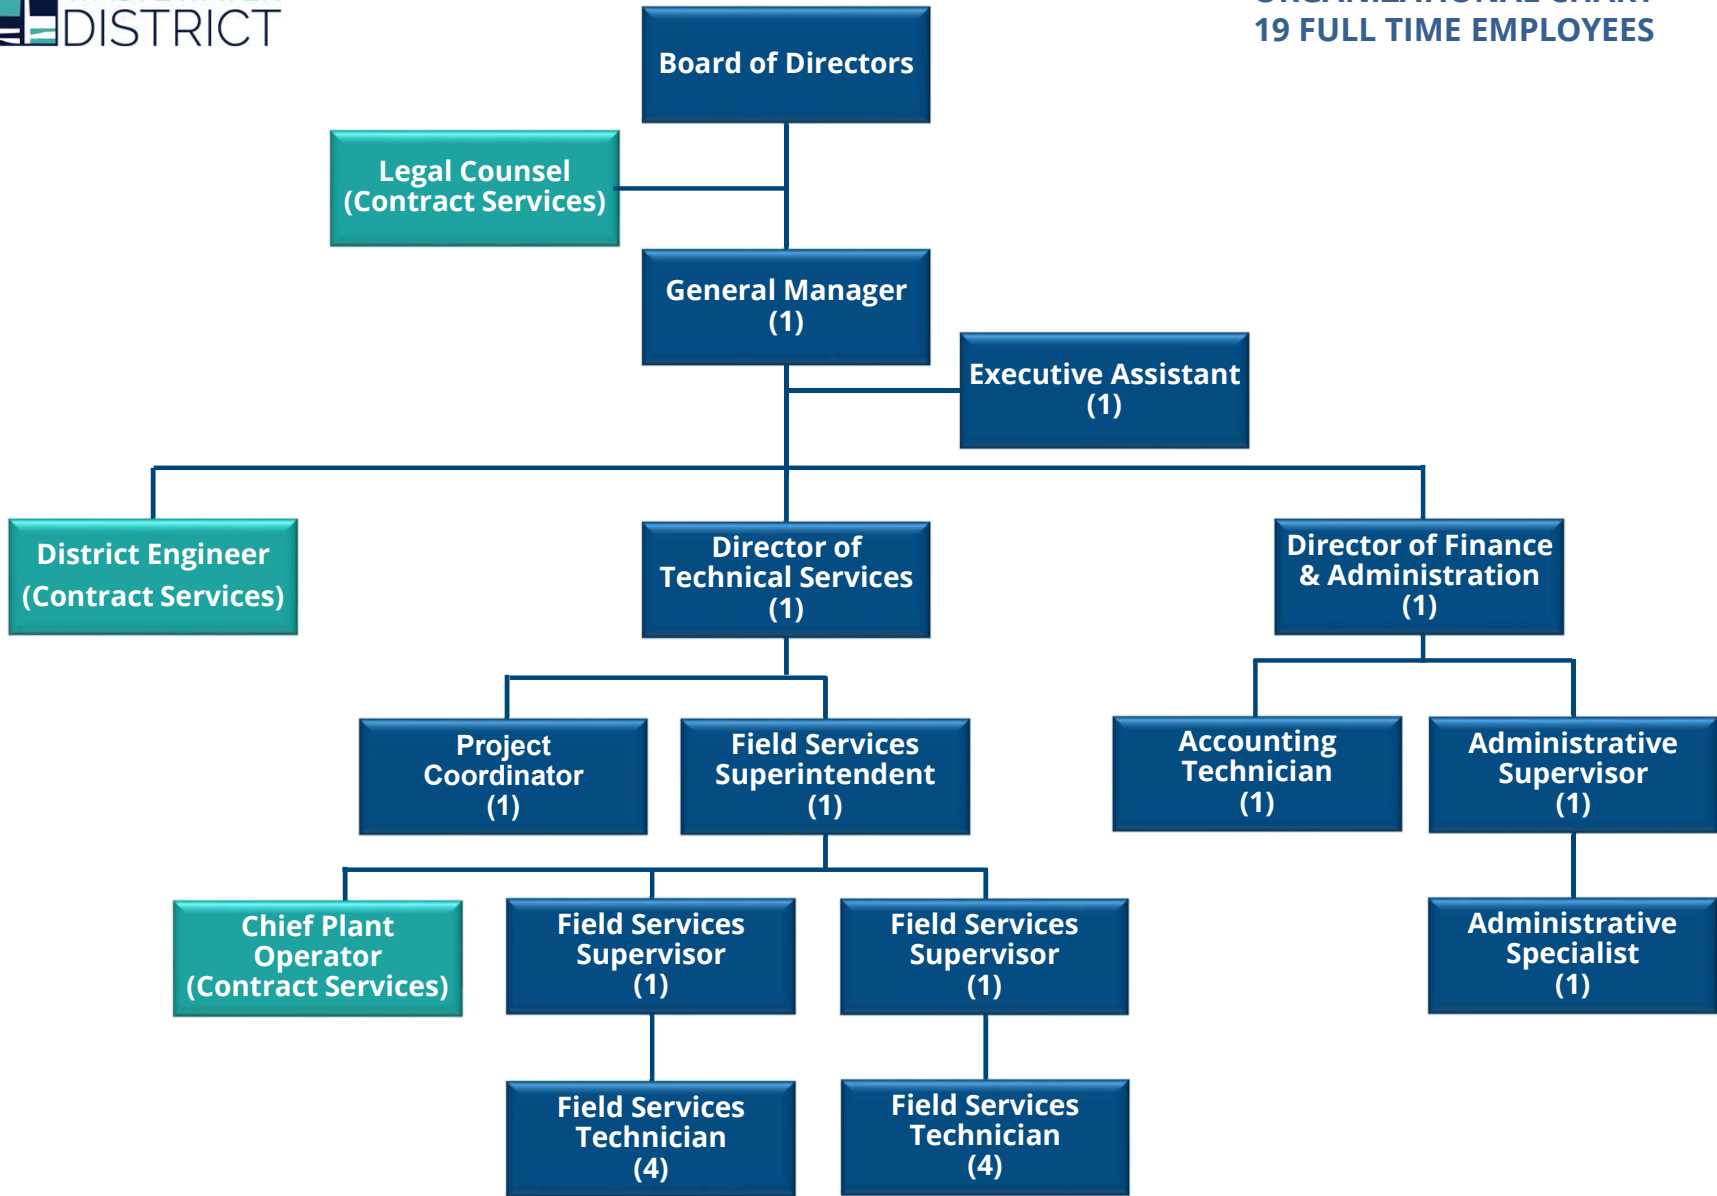 DISTRICT
19 FULL TIME EMPLOYEES
Board of Directors
Legal Counsel
(Contract Services)
General Manager
(1)
Executive Assistant
(1)
District Engineer
(Contract Services)
Director of
Technical Services
(1)
Director of Finance
& Administration
(1)
Project
Coordinator
(1)
Field Services
Superintendent
(1)
Accounting
Technician
(1)
Administrative
Supervisor
(1)
Chief Plant
Operator
(Contract Services)
Field Services
Supervisor
(1)
Field Services
Supervisor
(1)
Administrative
Specialist
(1)
Field Services
Technician
(4)
Field Services
Technician
(4)